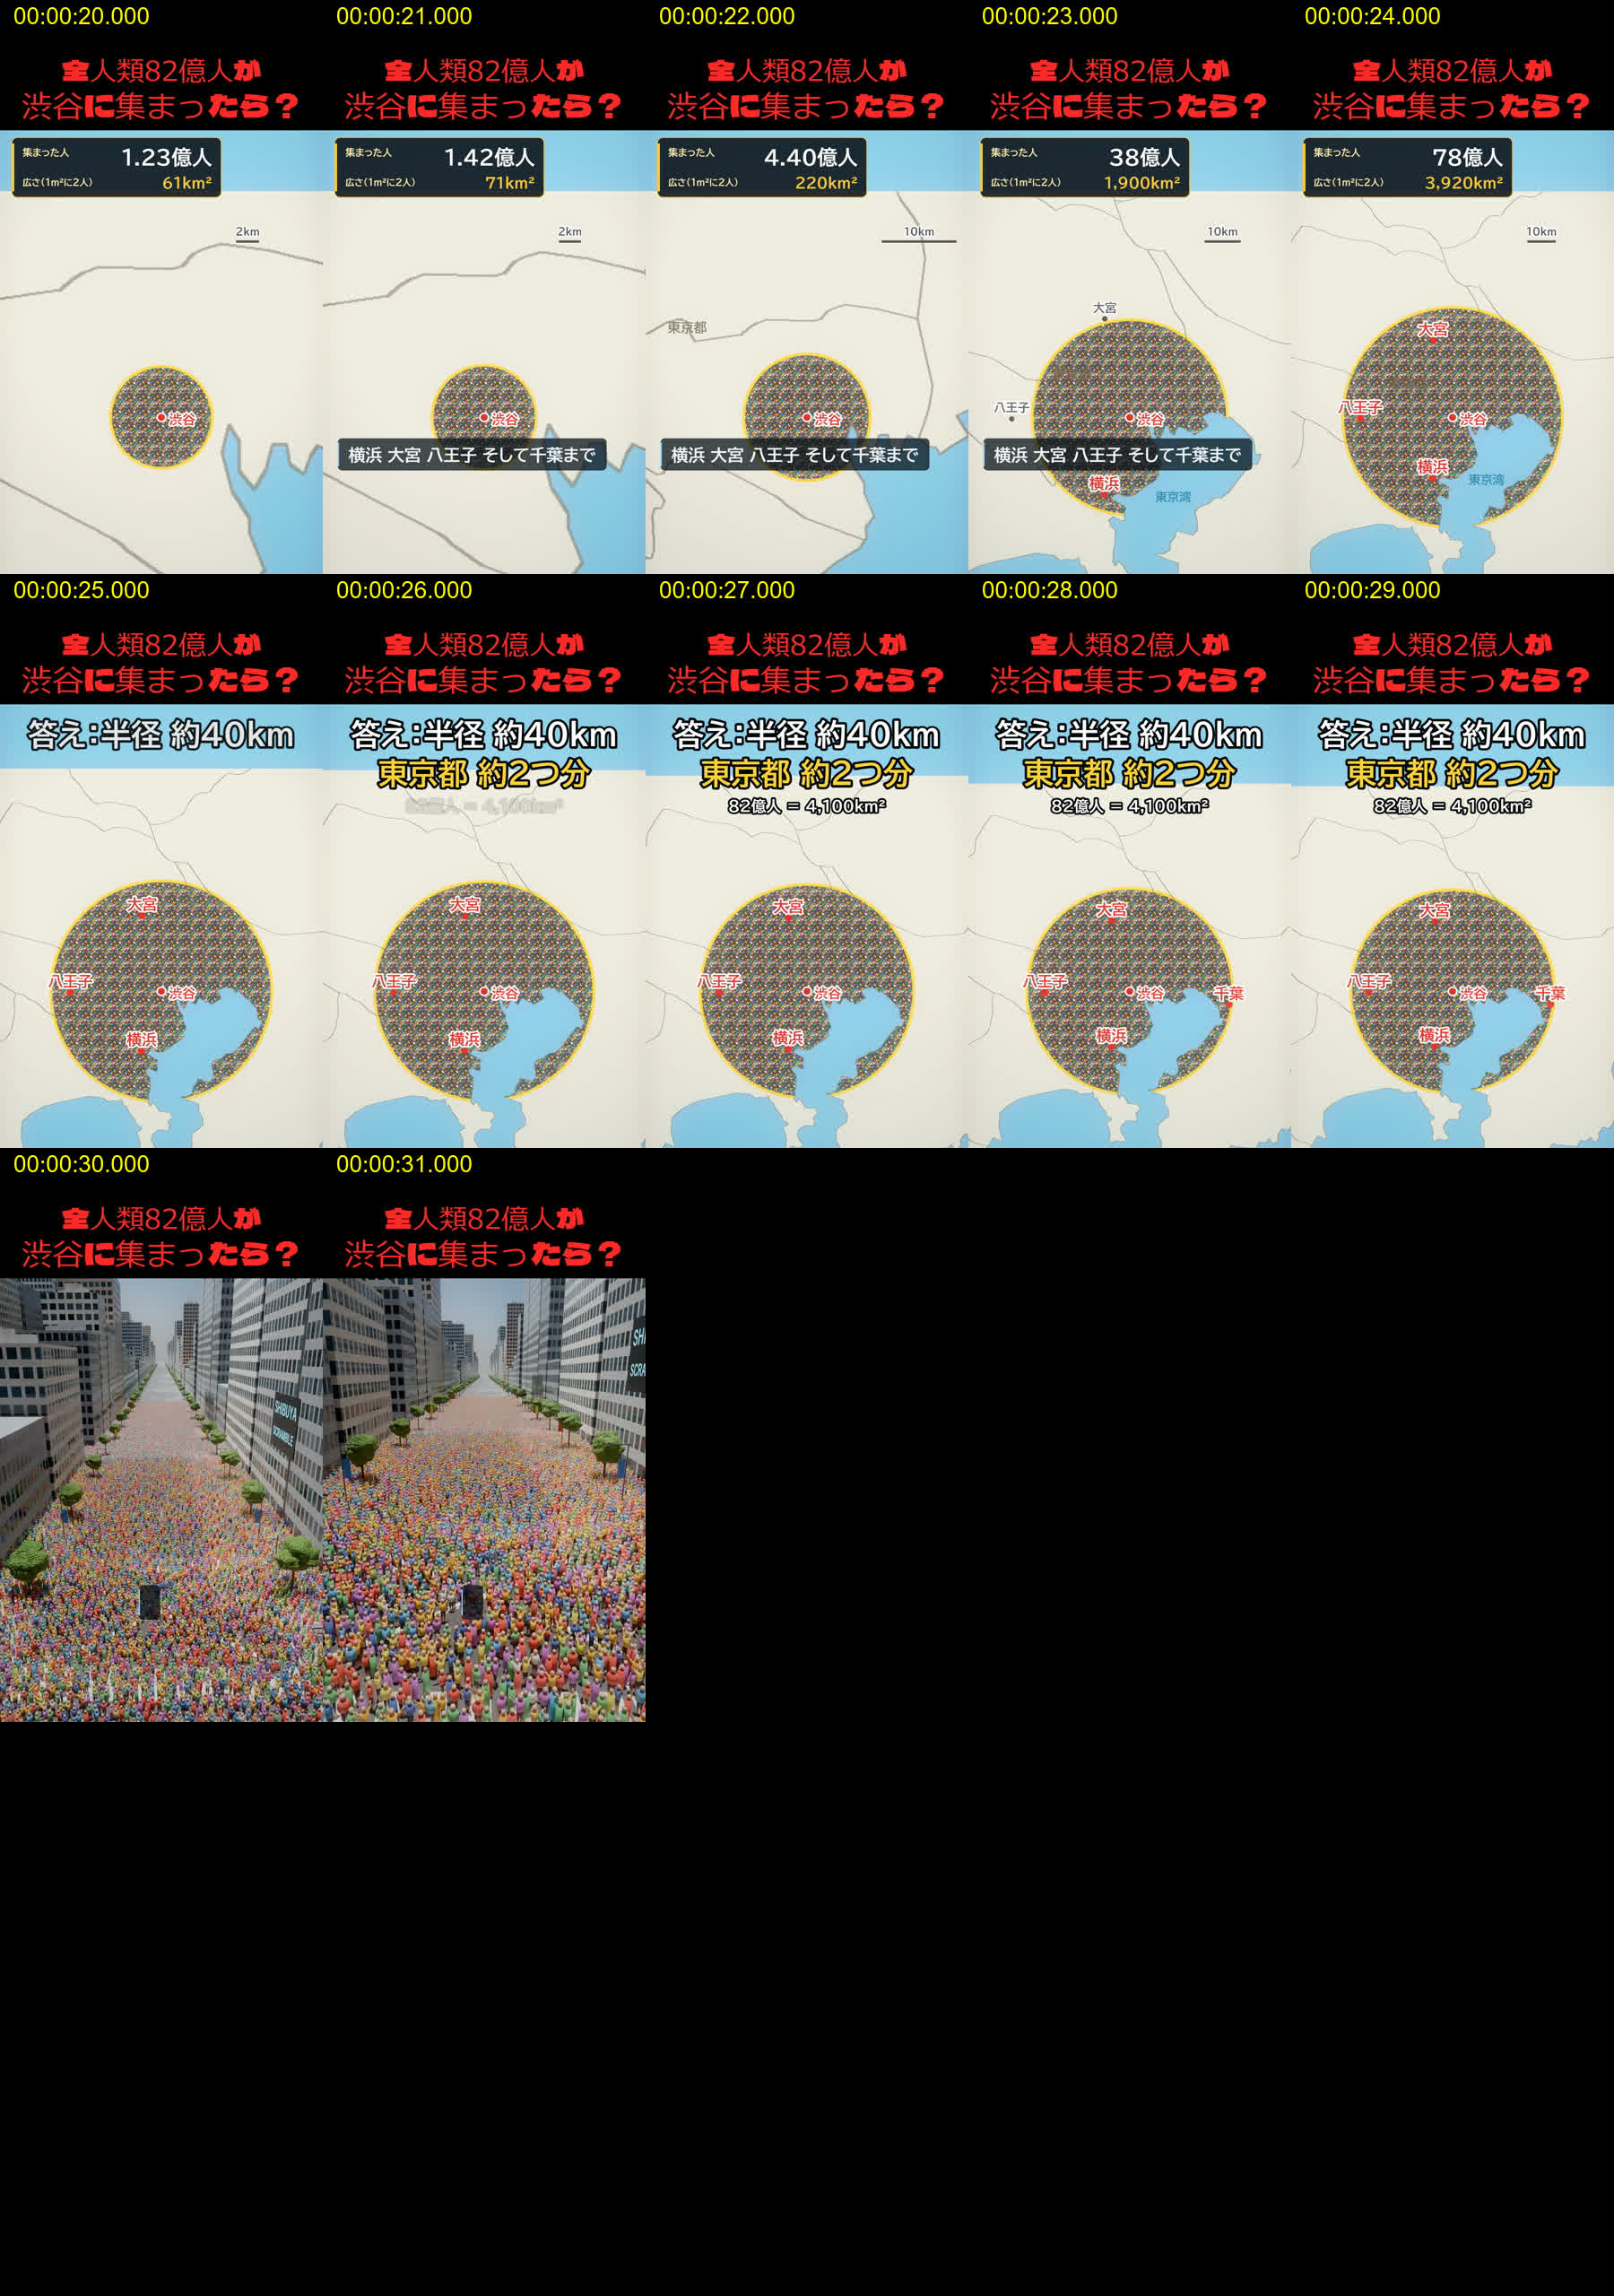 00:00:20.000
全人類82億人が
渋谷に集まったら?
集まった人 1.23億人
広さ(1m²に2人) 61km²
2km
渋谷
00:00:21.000
全人類82億人が
渋谷に集まったら?
集まった人 1.42億人
広さ(1m²に2人) 71km²
2km
渋谷
横浜 大宮 八王子 そして千葉まで
00:00:22.000
全人類82億人が
渋谷に集まったら?
集まった人 4.40億人
広さ(1m²に2人) 220km²
10km
東京都
渋谷
横浜 大宮 八王子 そして千葉まで
00:00:23.000
全人類82億人が
渋谷に集まったら?
集まった人 38億人
広さ(1m²に2人) 1,900km²
10km
大宮
八王子
渋谷
横浜 大宮 八王子 そして千葉まで
横浜
東京湾
00:00:24.000
全人類82億人が
渋谷に集まったら?
集まった人 78億人
広さ(1m²に2人) 3,920km²
10km
大宮
八王子
渋谷
横浜
東京湾
00:00:25.000
全人類82億人が
渋谷に集まったら?
答え:半径 約40km
大宮
八王子
渋谷
横浜
00:00:26.000
全人類82億人が
渋谷に集まったら?
答え:半径 約40km
東京都 約2つ分
82億人 = 4,100km²
大宮
八王子
渋谷
横浜
00:00:27.000
全人類82億人が
渋谷に集まったら?
答え:半径 約40km
東京都 約2つ分
82億人 = 4,100km²
大宮
八王子
渋谷
横浜
00:00:28.000
全人類82億人が
渋谷に集まったら?
答え:半径 約40km
東京都 約2つ分
82億人 = 4,100km²
大宮
八王子
渋谷
千葉
横浜
00:00:29.000
全人類82億人が
渋谷に集まったら?
答え:半径 約40km
東京都 約2つ分
82億人 = 4,100km²
大宮
八王子
渋谷
千葉
横浜
00:00:30.000
全人類82億人が
渋谷に集まったら?
SHIBUYA
SCRAMBLE
00:00:31.000
全人類82億人が
渋谷に集まったら?
SHI
SCRA